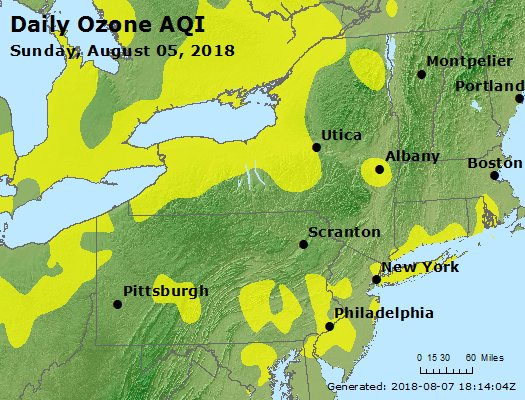 Daily Ozone AQI
Sunday, August 05, 2018
Montpelier
Portland
Utica
Albany
Boston
Scranton
New York
Pittsburgh
Philadelphia
0 15 30 60 Miles
Generated: 2018-08-07 18:14:04Z